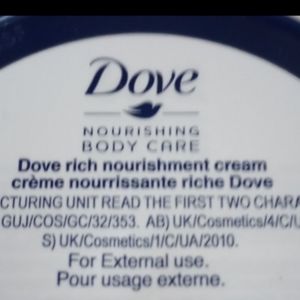 Dove
NOURISHING
BODY CARE
Dove rich nourishment cream
crème nourrissante riche Dove
CTURING UNIT READ THE FIRST TWO CHARA
GUJ/COS/GC/32/353. AB) UK/Cosmetics/4/C/U
S) UK/Cosmetics/1/C/UA/2010.
For External use.
Pour usage externe.